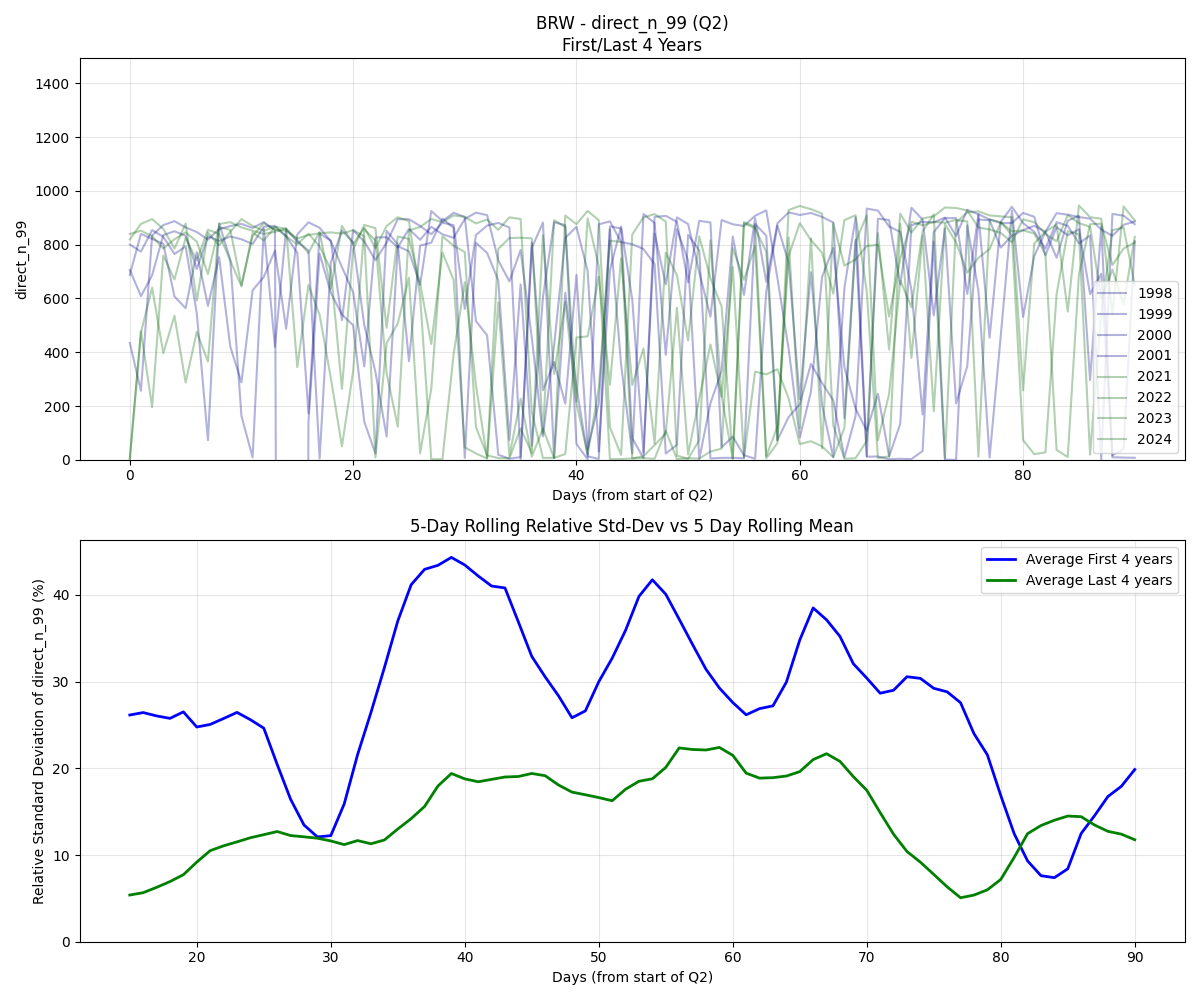 BRW - direct_n_99 (Q2)
First/Last 4 Years
1400
1200
1000
800
600
400
200
0
direct_n_99
0 20 40 60 80
Days (from start of Q2)
1998
1999
2000
2001
2021
2022
2023
2024
5-Day Rolling Relative Std-Dev vs 5 Day Rolling Mean
Average First 4 years
Average Last 4 years
40
30
20
10
0
Relative Standard Deviation of direct_n_99 (%)
20 30 40 50 60 70 80 90
Days (from start of Q2)